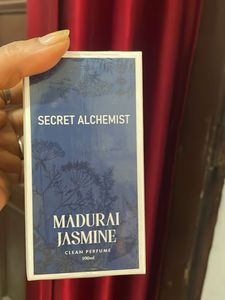 SECRET ALCHEMIST
MADURAI
JASMINE
CLEAN PERFUME
100ml